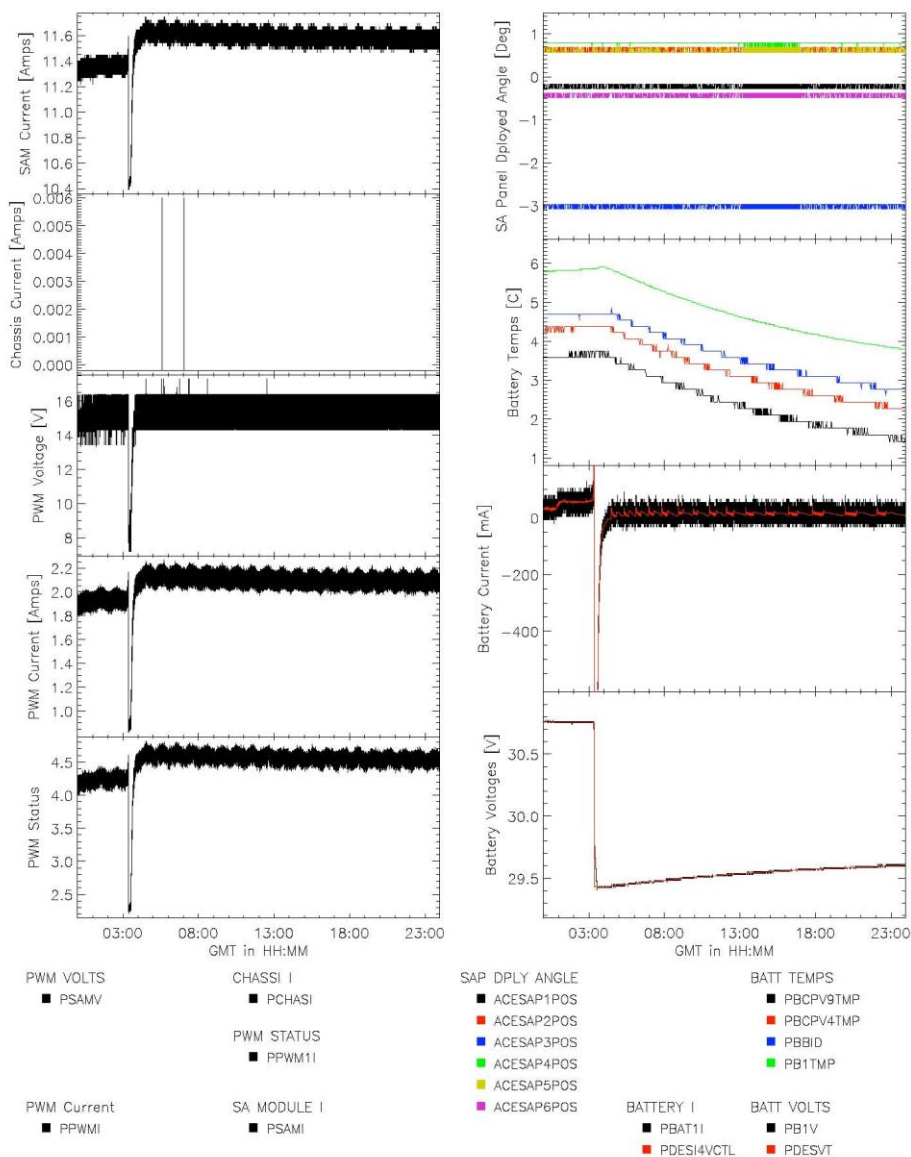 SAM Current [Amps]
11.6
11.4
11.2
11.0
10.8
10.6
10.4
Chassis Current [Amps]
0.006
0.005
0.004
0.003
0.002
0.001
0.000
PWM Voltage [V]
16
14
12
10
8
PWM Current [Amps]
2.2
2.0
1.8
1.6
1.4
1.2
1.0
PWM Status
4.5
4.0
3.5
3.0
2.5
03:00 08:00 13:00 18:00 23:00
GMT in HH:MM
SA Panel Dployed Angle [Deg]
1
0
-1
-2
-3
Battery Temps [C]
6
5
4
3
2
1
Battery Current [mA]
0
-200
-400
Battery Voltages [V]
30.5
30.0
29.5
03:00 08:00 13:00 18:00 23:00
GMT in HH:MM
PWM VOLTS
PSAMV
CHASSI I
PCHASI
PWM STATUS
PPWM1I
PWM Current
PPWMI
SA MODULE I
PSAMI
SAP DPLY ANGLE
ACESAP1POS
ACESAP2POS
ACESAP3POS
ACESAP4POS
ACESAP5POS
ACESAP6POS
BATT TEMPS
PBCPV9TMP
PBCPV4TMP
PBBID
PB1TMP
BATTERY I
PBAT1I
PDESI4VCTL
BATT VOLTS
PB1V
PDESVT